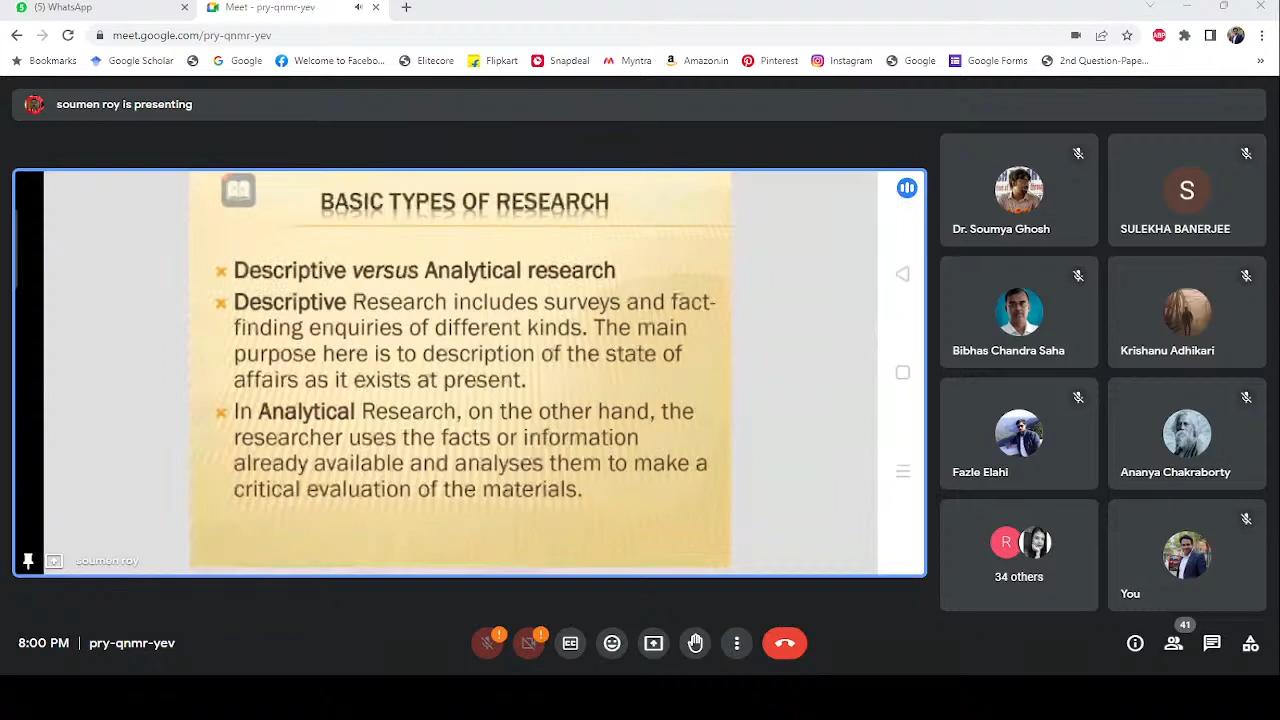 (5) WhatsApp
Meet - pry-qnmr-yev
meet.google.com/pry-qnmr-yev
ABP
Bookmarks
Google Scholar
Google
Welcome to Facebo...
Elitecore
Flipkart
Snapdeal
Myntra
Amazon.in
Pinterest
Instagram
Google
Google Forms
2nd Question-Pape...
»
soumen roy is presenting
BASIC TYPES OF RESEARCH
Descriptive versus Analytical research
Descriptive Research includes surveys and fact-
finding enquiries of different kinds. The main
purpose here is to description of the state of
affairs as it exists at present.
In Analytical Research, on the other hand, the
researcher uses the facts or information
already available and analyses them to make a
critical evaluation of the materials.
soumen roy
Dr. Soumya Ghosh
S
SULEKHA BANERJEE
Bibhas Chandra Saha
Krishanu Adhikari
Fazle Elahi
Ananya Chakraborty
R
34 others
You
8:00 PM | pry-qnmr-yev
41